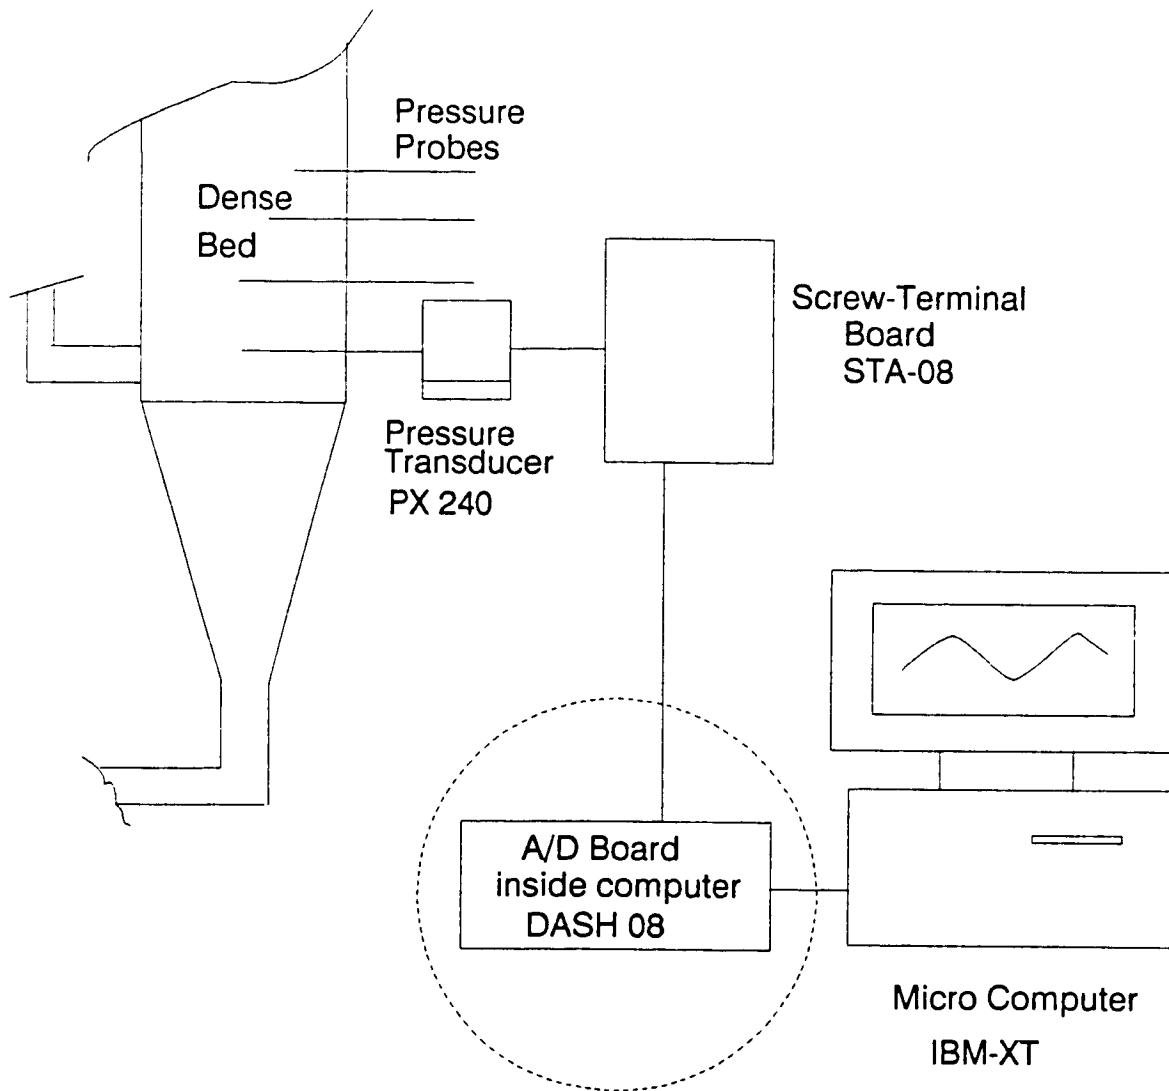 Pressure
Probes
Dense
Bed
Screw-Terminal
Board
STA-08
Pressure
Transducer
PX 240
A/D Board
inside computer
DASH 08
Micro Computer
IBM-XT